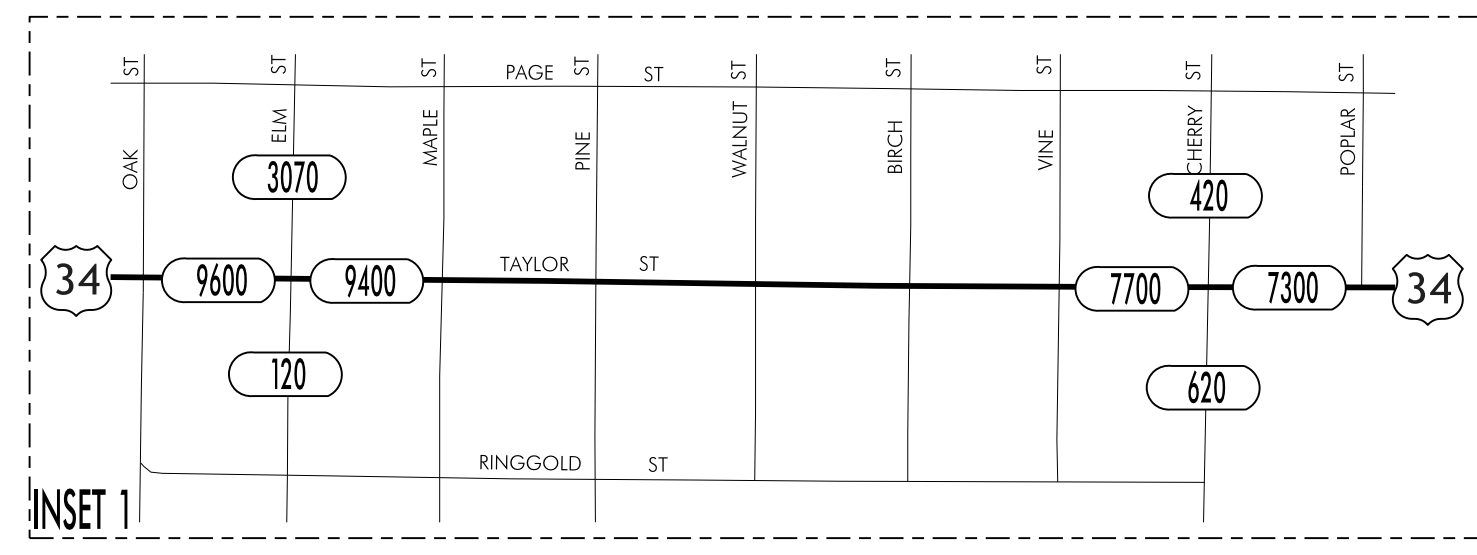 PAGE ST
OAK ST
ELM ST
MAPLE ST
PINE ST
WALNUT ST
BIRCH ST
VINE ST
CHERRY ST
POPLAR ST
3070
420
34
9600
9400
TAYLOR ST
7700
7300
34
120
620
RINGGOLD ST
INSET 1